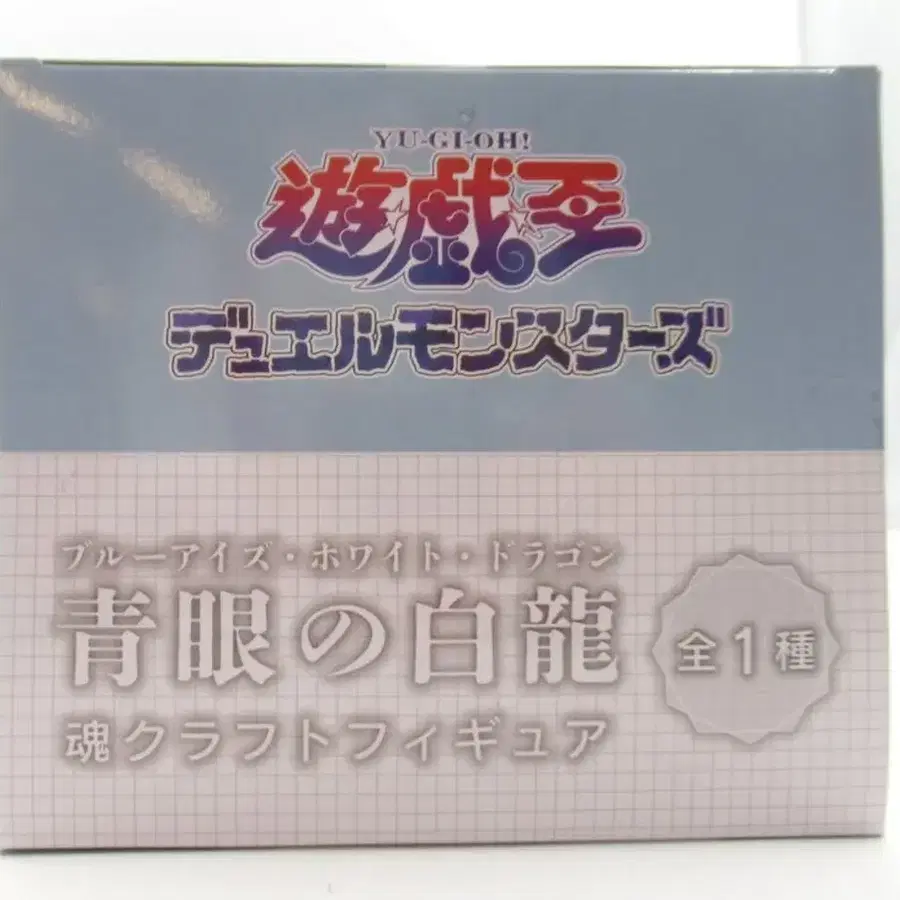 YU-GI-OH!
遊☆戯☆王
デュエルモンスターズ
ブルーアイズ・ホワイト・ドラゴン
青眼の白龍
魂クラフトフィギュア
全1種